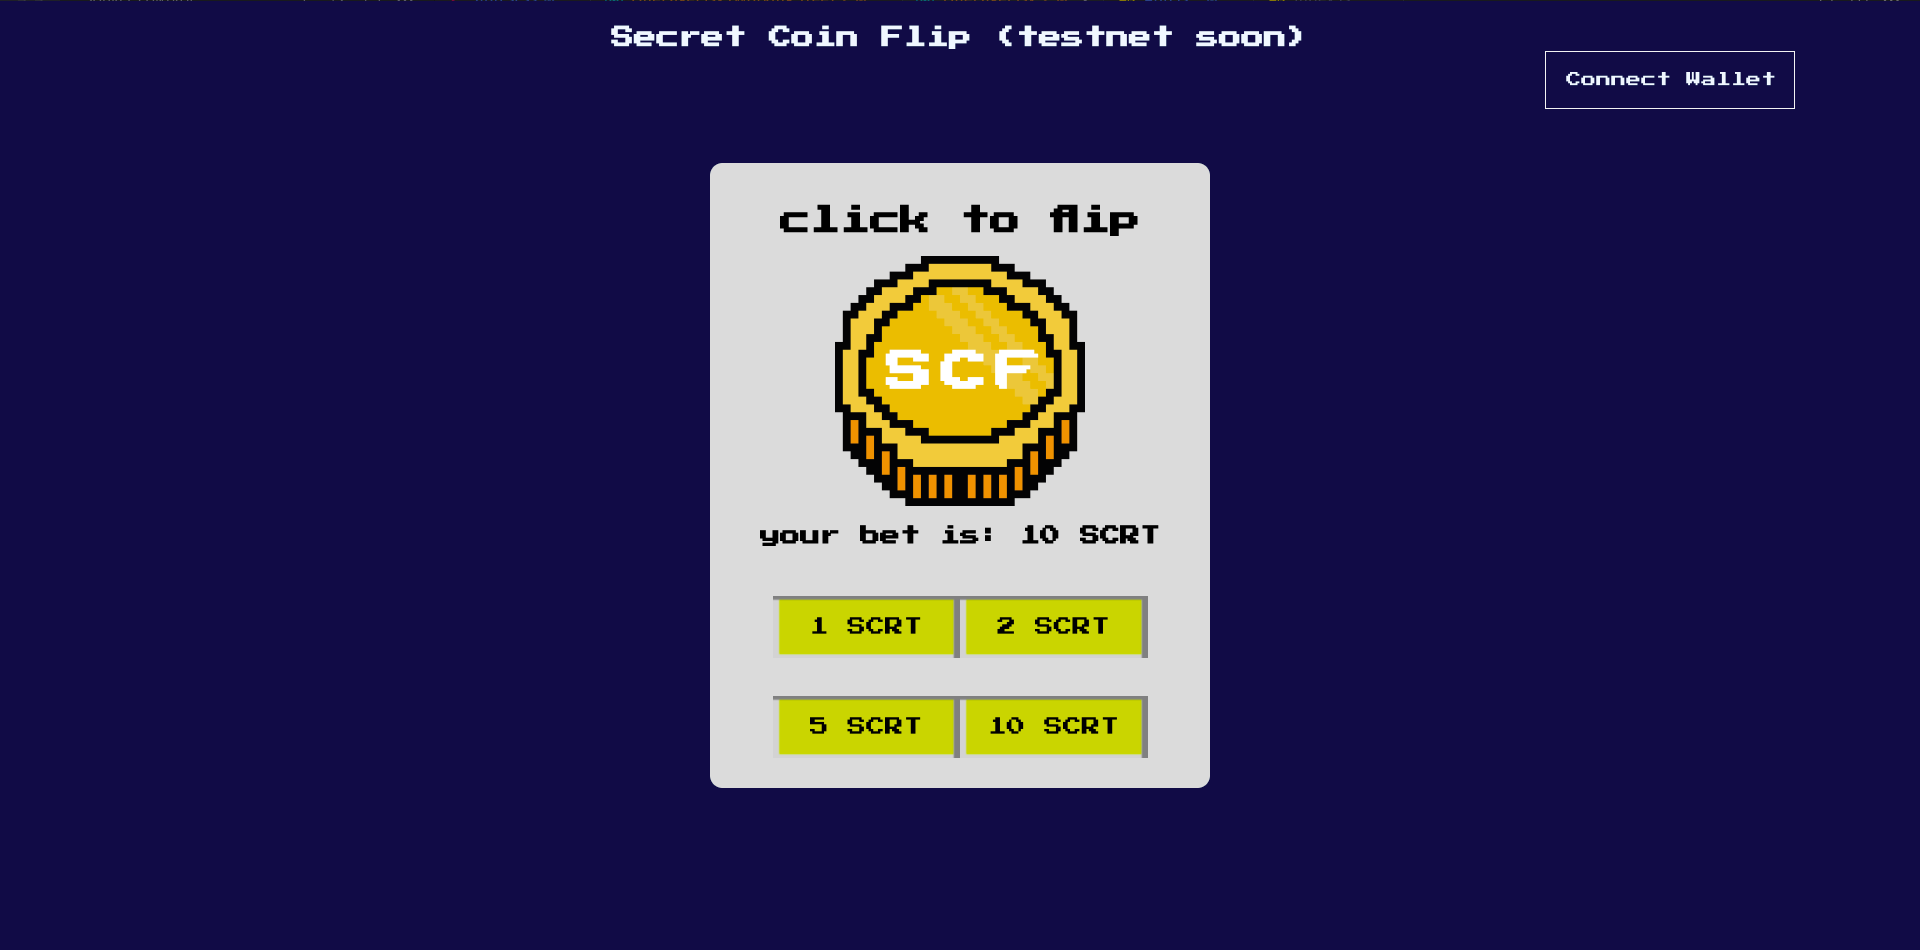 Secret Coin Flip (testnet soon)
Connect Wallet
click to flip
SCF
your bet is: 10 SCRT
1 SCRT
2 SCRT
5 SCRT
10 SCRT